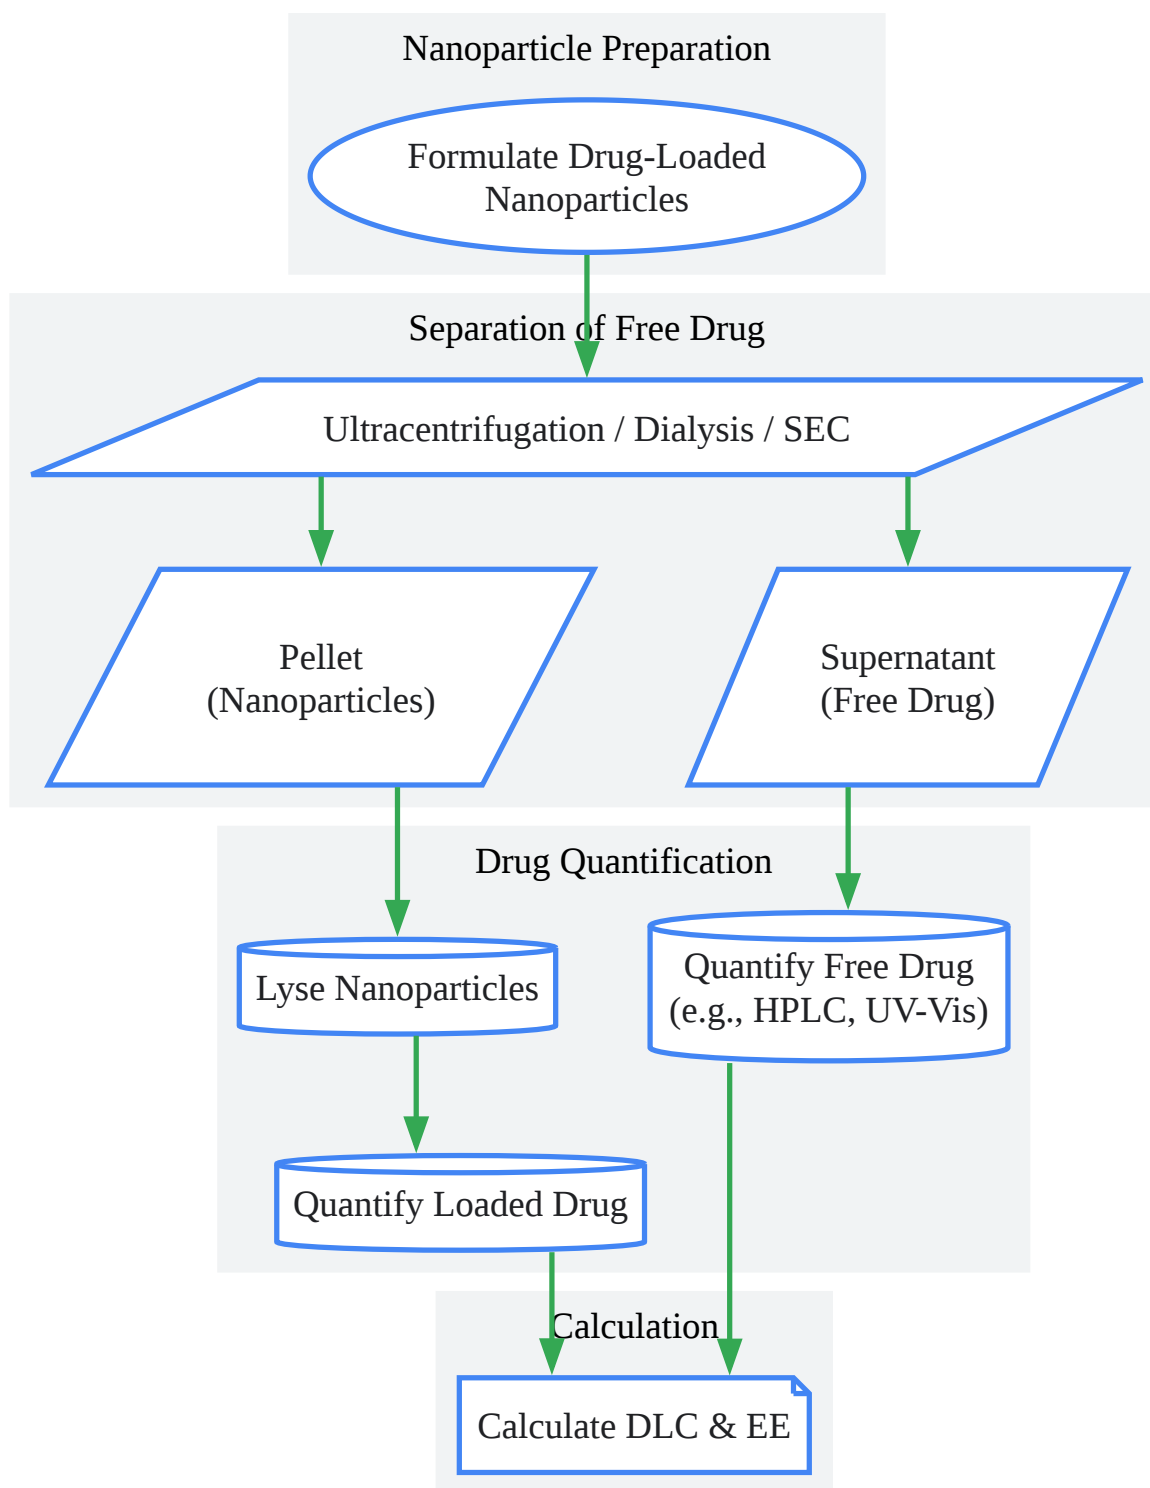 Nanoparticle Preparation
Formulate Drug-Loaded
Nanoparticles
Separation of Free Drug
Ultracentrifugation / Dialysis / SEC
Pellet
(Nanoparticles)
Supernatant
(Free Drug)
Drug Quantification
Lyse Nanoparticles
Quantify Free Drug
(e.g., HPLC, UV-Vis)
Quantify Loaded Drug
Calculation
Calculate DLC & EE